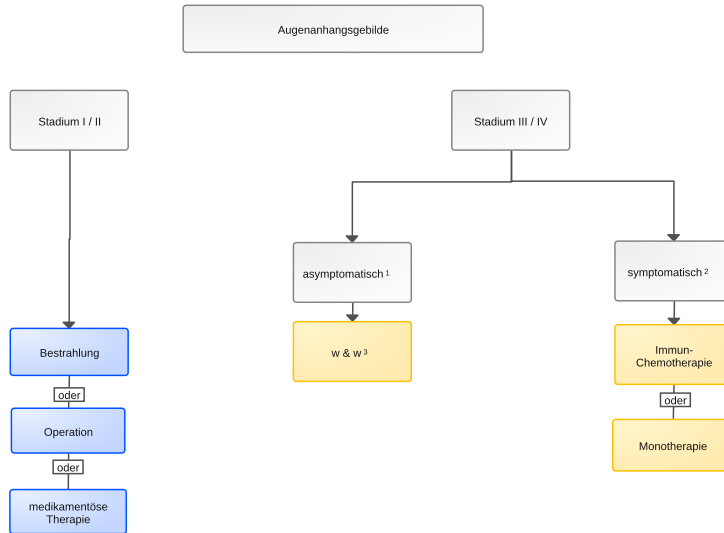 Augenanhangsgebilde
Stadium I / II
Stadium III / IV
asymptomatisch 1
symptomatisch 2
Bestrahlung
w & w 3
Immun-
Chemotherapie
oder
oder
Operation
Monotherapie
oder
medikamentöse
Therapie